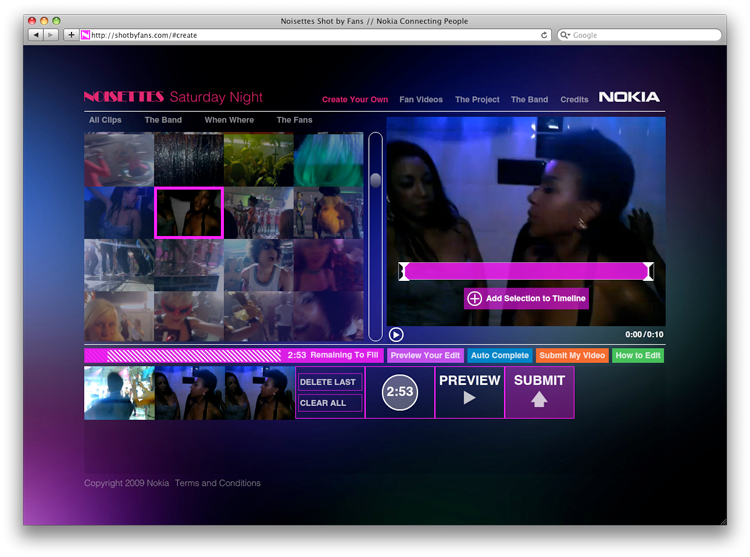 Noisettes Shot by Fans // Nokia Connecting People
http://shotbyfans.com/#create
Google
NOISETTES Saturday Night
Create Your Own Fan Videos The Project The Band Credits NOKIA
All Clips The Band When Where The Fans
Add Selection to Timeline
0:00/0:10
2:53 Remaining To Fill Preview Your Edit Auto Complete Submit My Video How to Edit
DELETE LAST
CLEAR ALL
2:53
PREVIEW
SUBMIT
Copyright 2009 Nokia Terms and Conditions